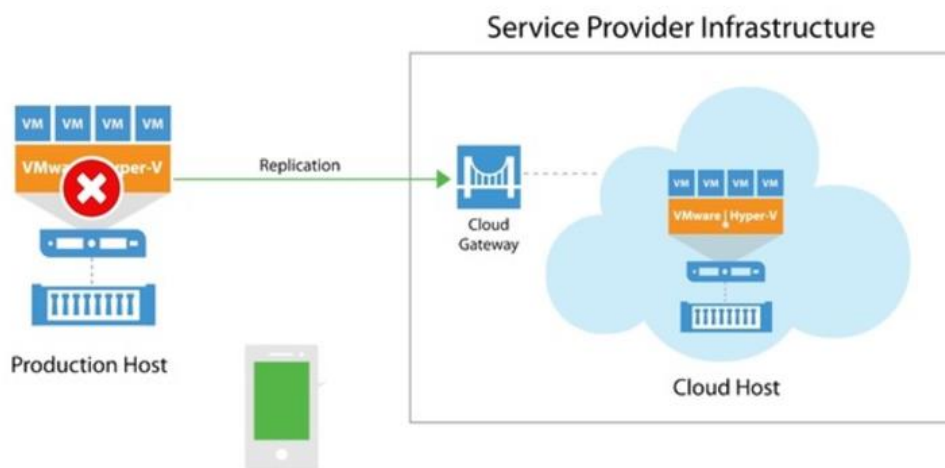 Service Provider Infrastructure
VM VM VM VM
Hyper-V
Replication
Cloud
Gateway
VM VM VM VM
VMware Hyper-V
Production Host
Cloud Host